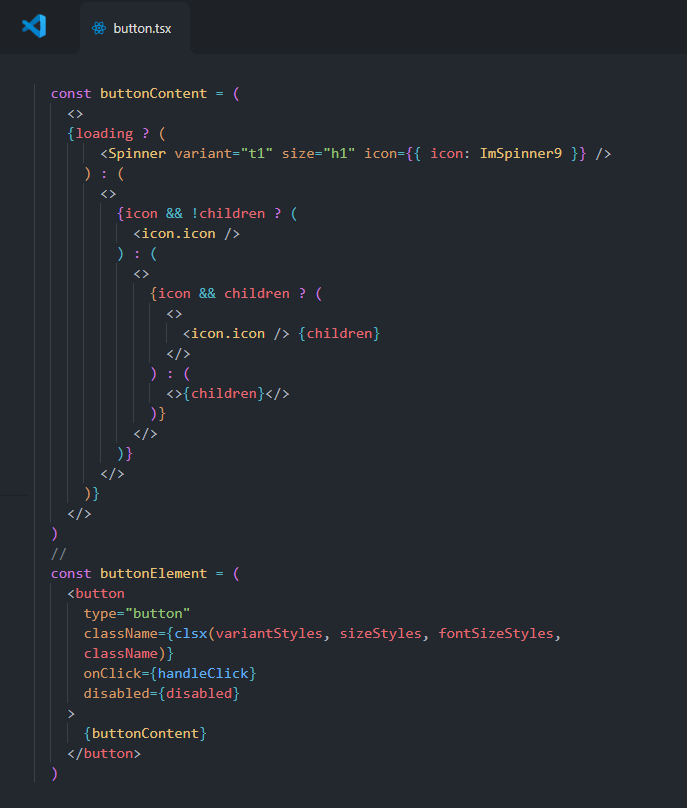 button.tsx
const buttonContent = (
<>
{loading ? (
<Spinner variant="t1" size="h1" icon={{ icon: ImSpinner9 }} />
) : (
<>
{icon && !children ? (
<icon.icon />
) : (
<>
{icon && children ? (
<>
<icon.icon /> {children}
</>
) : (
<>{children}</>
)}
</>
)}
</>
)}
</>
)
//
const buttonElement = (
<button
type="button"
className={clsx(variantStyles, sizeStyles, fontSizeStyles,
className)}
onClick={handleClick}
disabled={disabled}
>
{buttonContent}
</button>
)